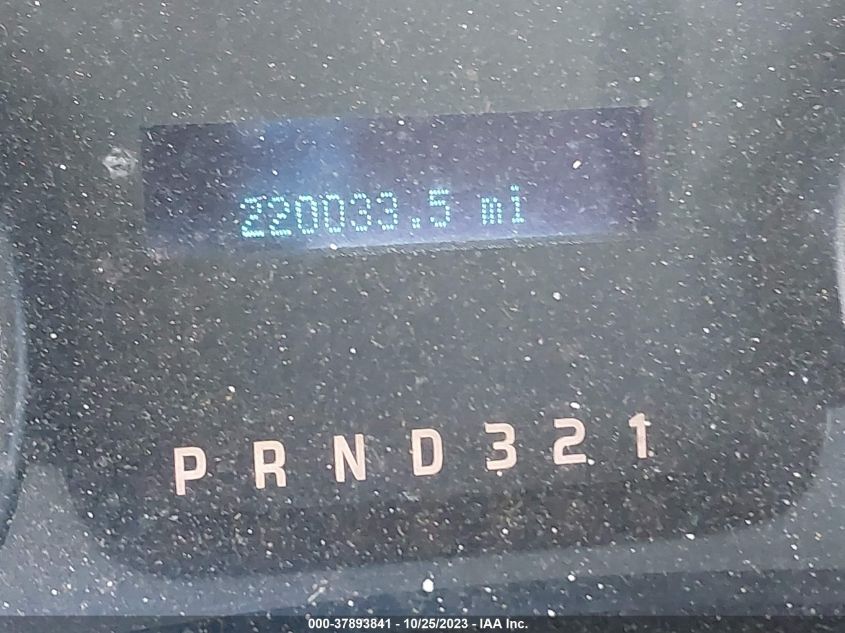 220033.5 mi
P R N D 3 2 1
000-37893841 - 10/25/2023 - IAA Inc.